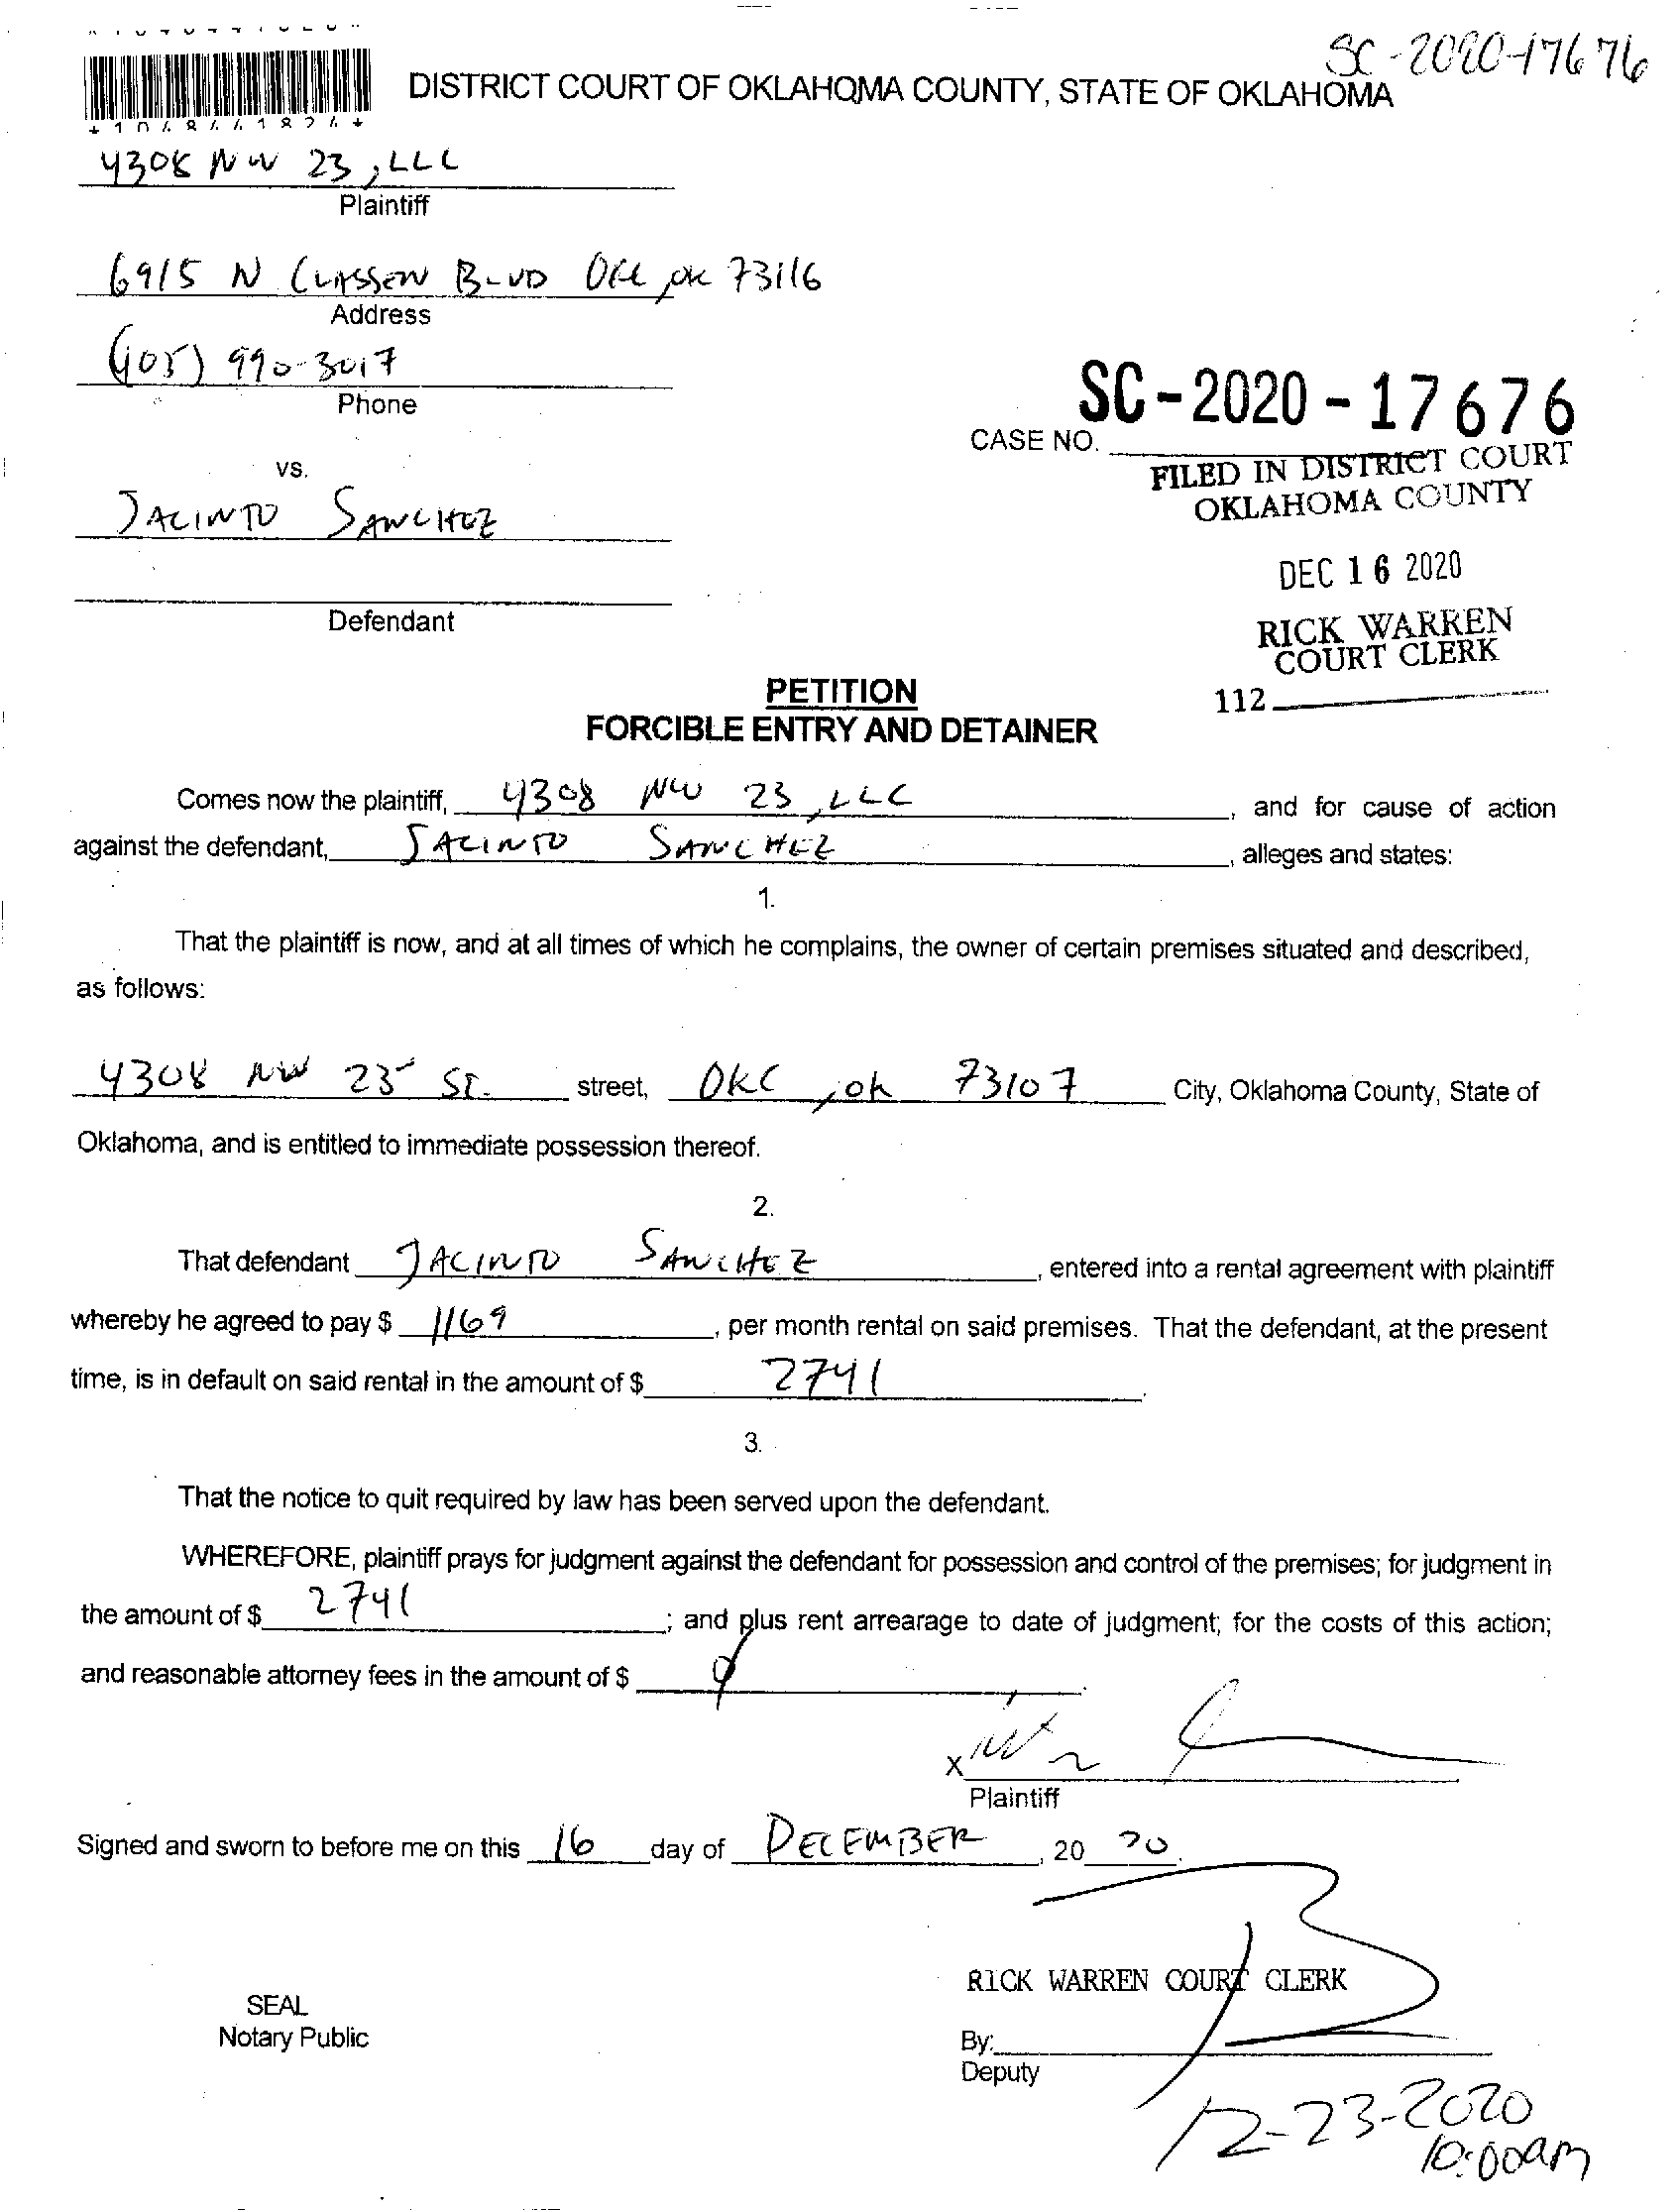 SC-2020-17676
DISTRICT COURT OF OKLAHOMA COUNTY, STATE OF OKLAHOMA
4308 NW 23, LLC
Plaintiff
6915 N CLASSEN BLVD OKC, OK 73116
Address
(405) 990-3017
Phone
SC-2020-17676
CASE NO.
FILED IN DISTRICT COURT
OKLAHOMA COUNTY
vs.
JACINTO SANCHEZ
DEC 16 2020
Defendant
RICK WARREN
COURT CLERK
112
PETITION
FORCIBLE ENTRY AND DETAINER
Comes now the plaintiff, 4308 NW 23, LLC, and for cause of action
against the defendant, JACINTO SANCHEZ, alleges and states:
1.
That the plaintiff is now, and at all times of which he complains, the owner of certain premises situated and described,
as follows:
4308 NW 23rd ST. street, OKC, OK 73107 City, Oklahoma County, State of
Oklahoma, and is entitled to immediate possession thereof.
2.
That defendant JACINTO SANCHEZ, entered into a rental agreement with plaintiff
whereby he agreed to pay $ 1169, per month rental on said premises. That the defendant, at the present
time, is in default on said rental in the amount of $ 2741.
3.
That the notice to quit required by law has been served upon the defendant.
WHEREFORE, plaintiff prays for judgment against the defendant for possession and control of the premises; for judgment in
the amount of $ 2741; and plus rent arrearage to date of judgment; for the costs of this action;
and reasonable attorney fees in the amount of $
X
Plaintiff
Signed and sworn to before me on this 16 day of DECEMBER, 20 20.
RICK WARREN COURT CLERK
SEAL
Notary Public
By:
Deputy
12-23-2020
10:00am